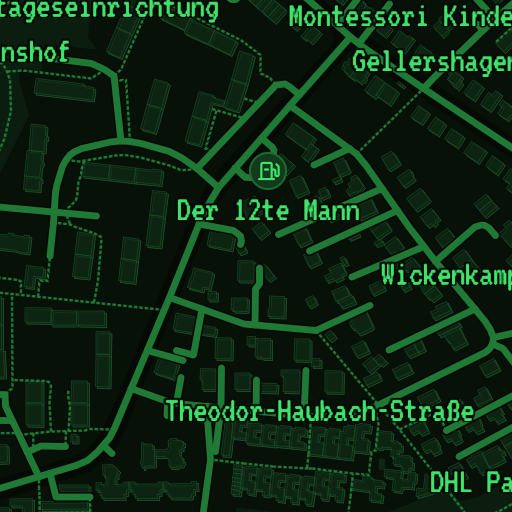 tageseinrichtung
Montessori Kinde
nshof
Gellershagen
Der 12te Mann
Wickenkamp
Theodor-Haubach-Straße
DHL Pa